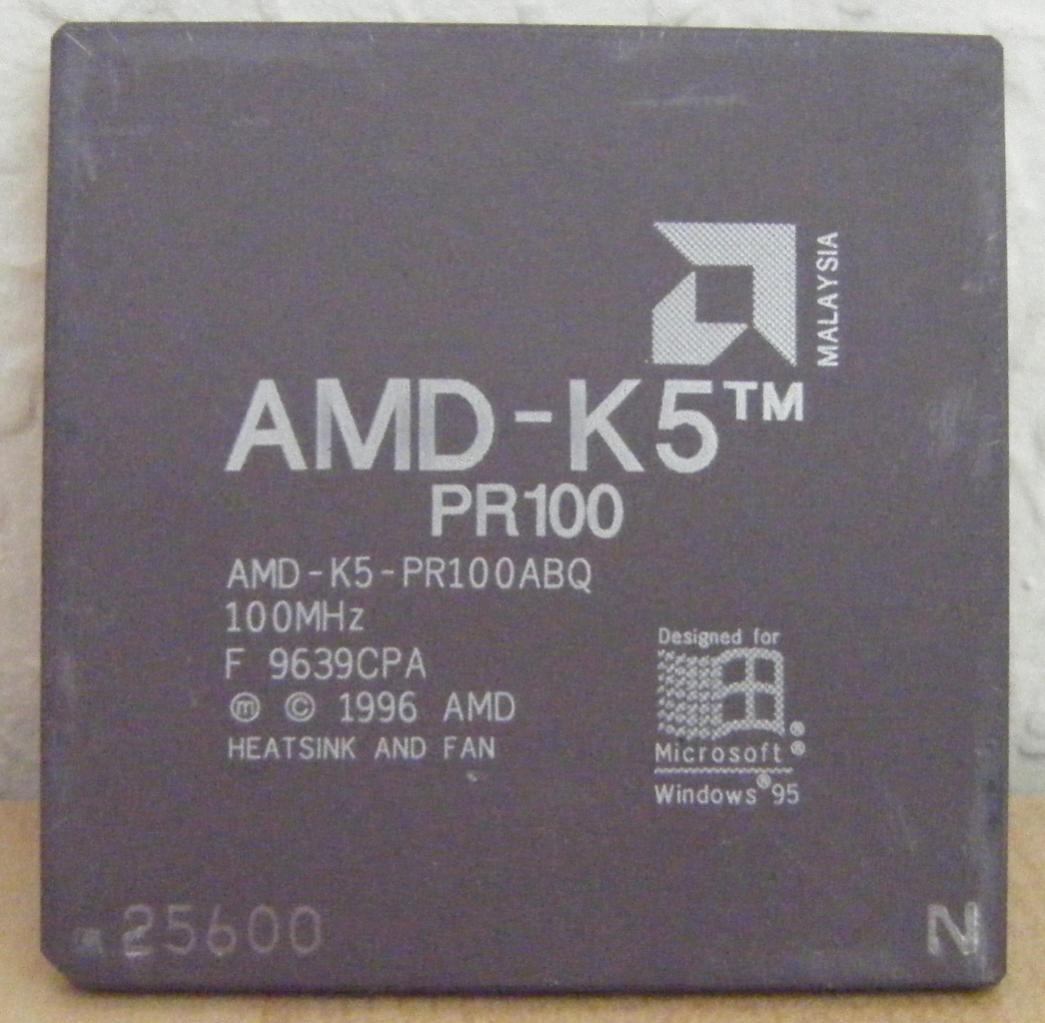 MALAYSIA
AMD-K5™
PR100
AMD-K5-PR100ABQ
100MHz
F 9639CPA
ⓜ © 1996 AMD
HEATSINK AND FAN
Designed for
®
Microsoft®
Windows®95
25600
N